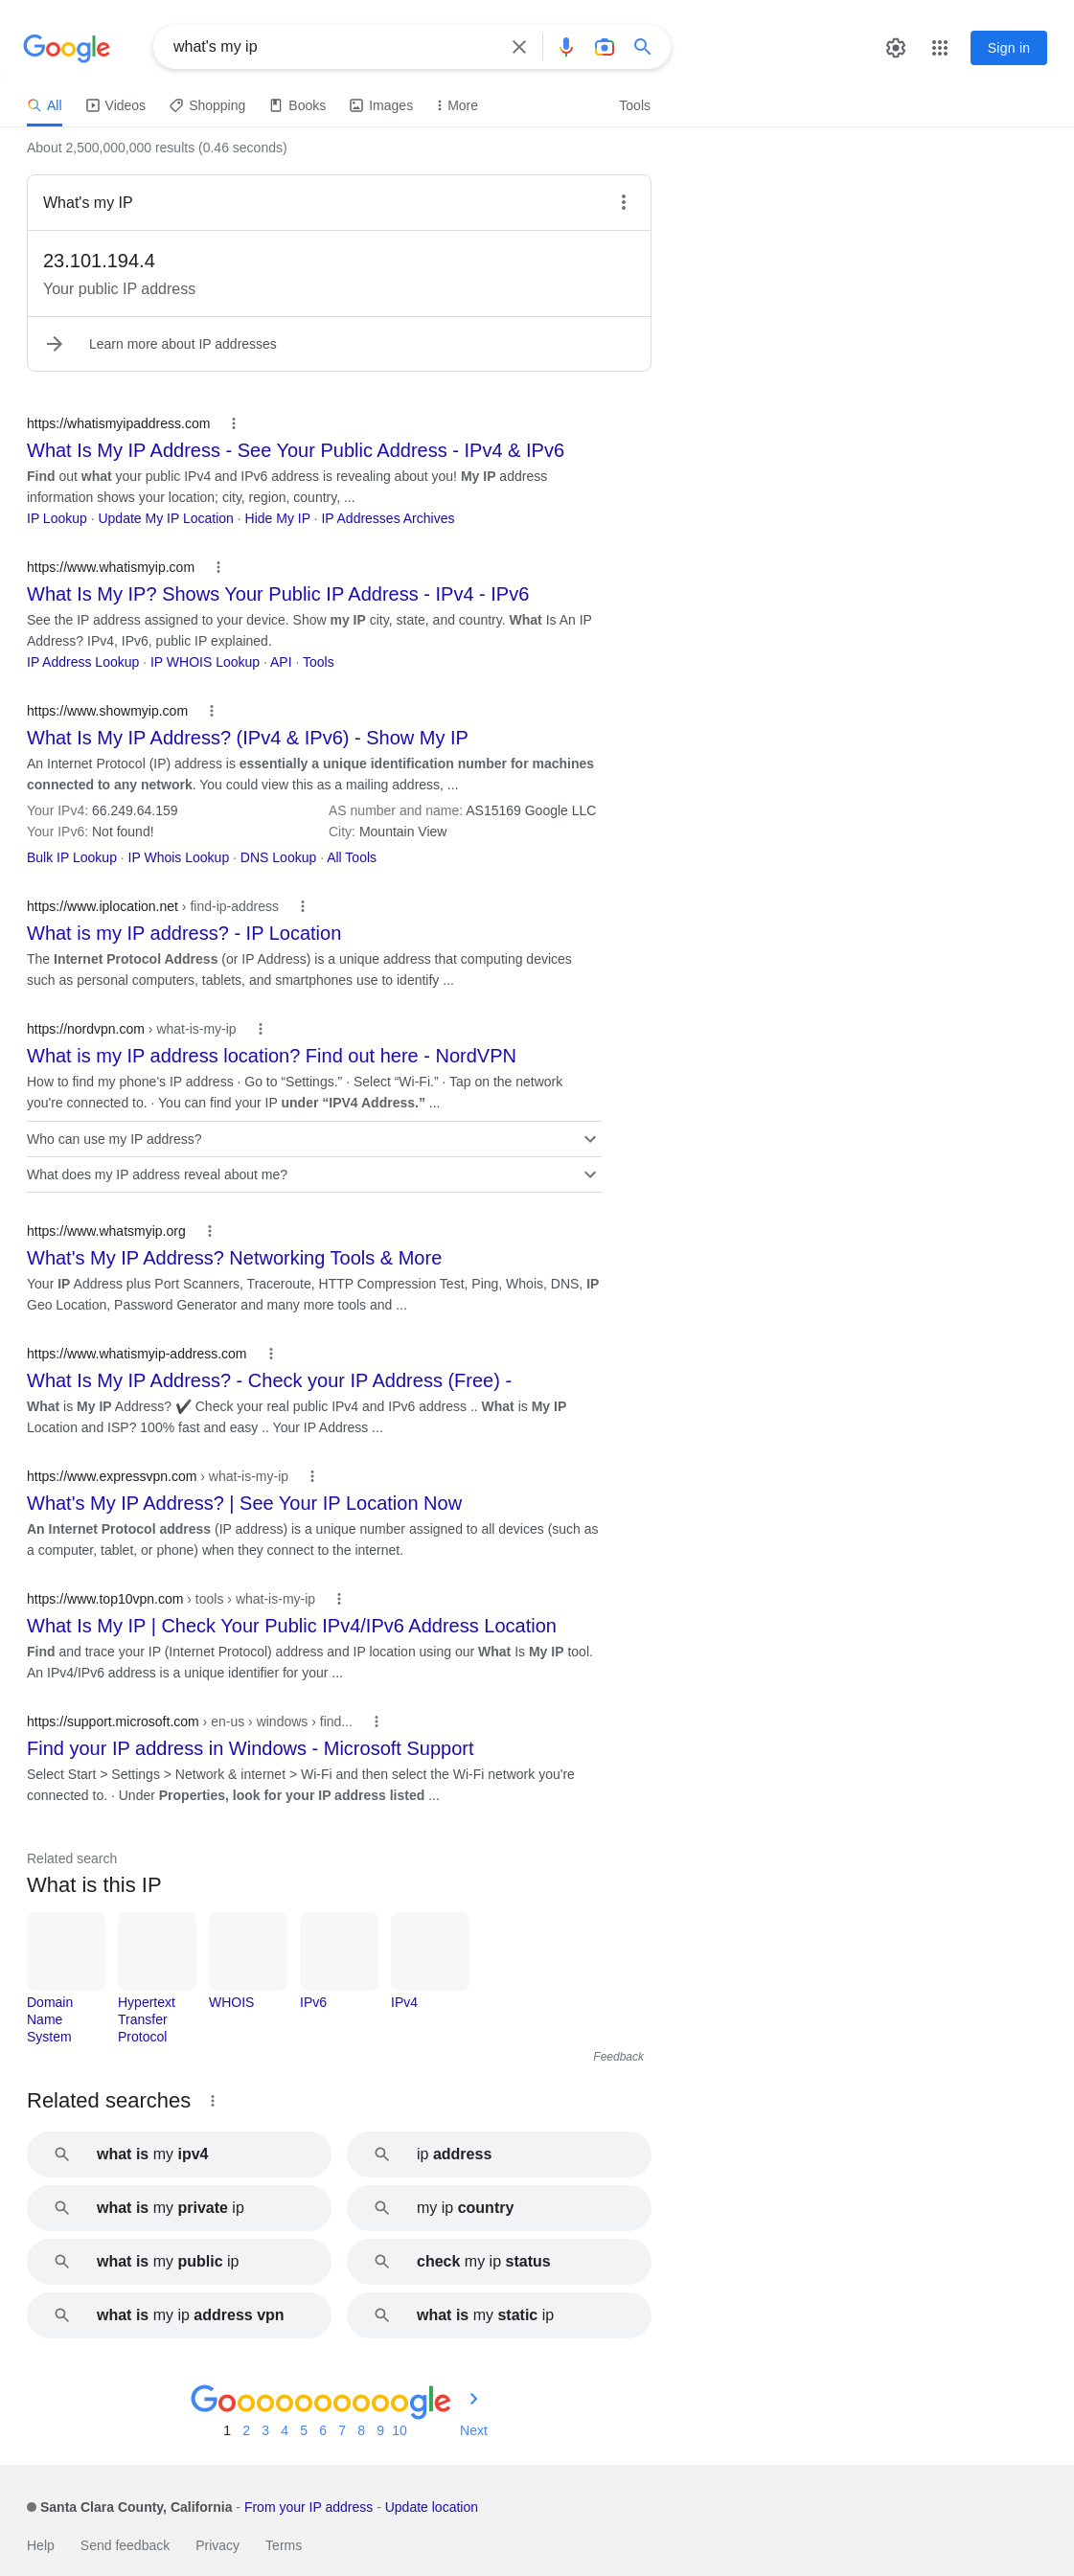 Google
what's my ip
Sign in
All
Videos
Shopping
Books
Images
More
Tools
About 2,500,000,000 results (0.46 seconds)
What's my IP
23.101.194.4
Your public IP address
Learn more about IP addresses
https://whatismyipaddress.com
What Is My IP Address - See Your Public Address - IPv4 & IPv6
Find out what your public IPv4 and IPv6 address is revealing about you! My IP address
information shows your location; city, region, country, ...
IP Lookup · Update My IP Location · Hide My IP · IP Addresses Archives
https://www.whatismyip.com
What Is My IP? Shows Your Public IP Address - IPv4 - IPv6
See the IP address assigned to your device. Show my IP city, state, and country. What Is An IP
Address? IPv4, IPv6, public IP explained.
IP Address Lookup · IP WHOIS Lookup · API · Tools
https://www.showmyip.com
What Is My IP Address? (IPv4 & IPv6) - Show My IP
An Internet Protocol (IP) address is essentially a unique identification number for machines
connected to any network. You could view this as a mailing address, ...
Your IPv4: 66.249.64.159
AS number and name: AS15169 Google LLC
Your IPv6: Not found!
City: Mountain View
Bulk IP Lookup · IP Whois Lookup · DNS Lookup · All Tools
https://www.iplocation.net › find-ip-address
What is my IP address? - IP Location
The Internet Protocol Address (or IP Address) is a unique address that computing devices
such as personal computers, tablets, and smartphones use to identify ...
https://nordvpn.com › what-is-my-ip
What is my IP address location? Find out here - NordVPN
How to find my phone's IP address · Go to “Settings.” · Select “Wi-Fi.” · Tap on the network
you're connected to. · You can find your IP under “IPV4 Address.” ...
Who can use my IP address?
What does my IP address reveal about me?
https://www.whatsmyip.org
What's My IP Address? Networking Tools & More
Your IP Address plus Port Scanners, Traceroute, HTTP Compression Test, Ping, Whois, DNS, IP
Geo Location, Password Generator and many more tools and ...
https://www.whatismyip-address.com
What Is My IP Address? - Check your IP Address (Free) -
What is My IP Address? ✔ Check your real public IPv4 and IPv6 address .. What is My IP
Location and ISP? 100% fast and easy .. Your IP Address ...
https://www.expressvpn.com › what-is-my-ip
What's My IP Address? | See Your IP Location Now
An Internet Protocol address (IP address) is a unique number assigned to all devices (such as
a computer, tablet, or phone) when they connect to the internet.
https://www.top10vpn.com › tools › what-is-my-ip
What Is My IP | Check Your Public IPv4/IPv6 Address Location
Find and trace your IP (Internet Protocol) address and IP location using our What Is My IP tool.
An IPv4/IPv6 address is a unique identifier for your ...
https://support.microsoft.com › en-us › windows › find...
Find your IP address in Windows - Microsoft Support
Select Start > Settings > Network & internet > Wi-Fi and then select the Wi-Fi network you're
connected to. · Under Properties, look for your IP address listed ...
Related search
What is this IP
Domain
Name
System
Hypertext
Transfer
Protocol
WHOIS
IPv6
IPv4
Feedback
Related searches
what is my ipv4
ip address
what is my private ip
my ip country
what is my public ip
check my ip status
what is my ip address vpn
what is my static ip
Goooooooooogle
1 2 3 4 5 6 7 8 9 10 Next
Santa Clara County, California - From your IP address - Update location
Help Send feedback Privacy Terms